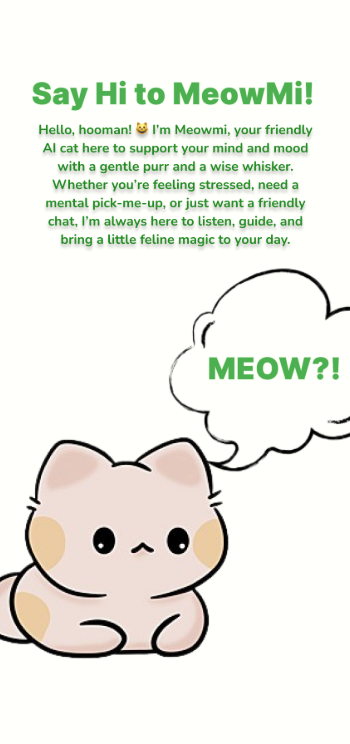 Say Hi to MeowMi!
Hello, hooman! 😺 I'm Meowmi, your friendly
AI cat here to support your mind and mood
with a gentle purr and a wise whisker.
Whether you're feeling stressed, need a
mental pick-me-up, or just want a friendly
chat, I'm always here to listen, guide, and
bring a little feline magic to your day.
MEOW?!